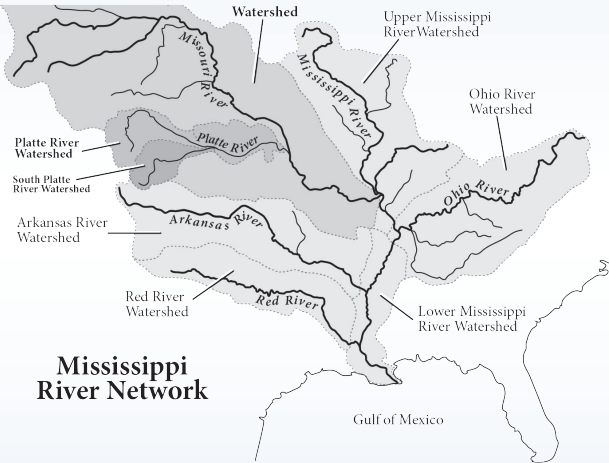 Watershed
Upper Mississippi
River Watershed
Missouri
River
Mississippi River
Ohio River
Watershed
Platte River
Watershed
Platte River
South Platte
River Watershed
Ohio River
Arkansas River
Watershed
Arkansas River
Red River
Watershed
Red River
Lower Mississippi
River Watershed
Mississippi
River Network
Gulf of Mexico